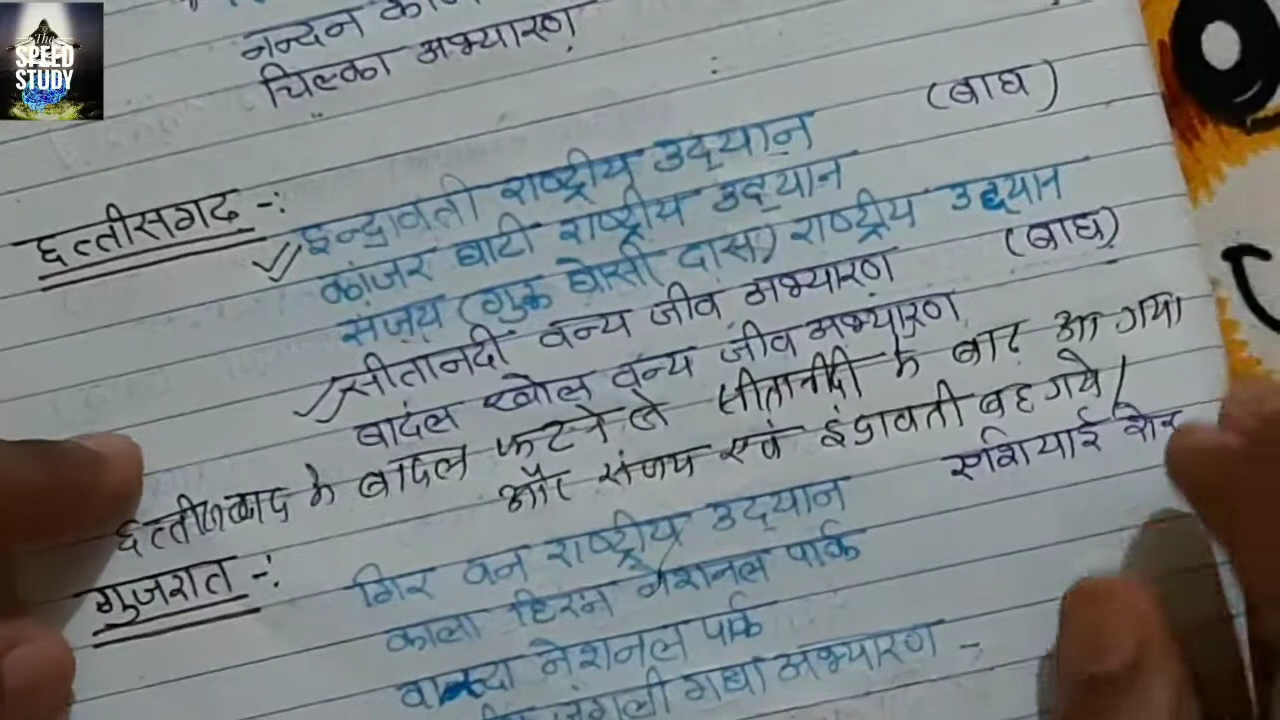 The
SPEED
STUDY
नन्दन
चिल्का अभ्यारण
(बाघ)
छत्तीसगढ -: इन्द्रावती राष्ट्रीय उद्यान
कांजर घाटी राष्ट्रीय उद्यान
संजय (गुरू घासी दास) राष्ट्रीय उद्यान
(बाघ)
सीतानदी वन्य जीव अभ्यारण
बादल खोल वन्य जीव अभ्यारण
छत्तीसगढ के बादल फटने से सीतानदी के बाढ आ गया
और संजय एवं इंद्रावती बह गये/
एशियाई शेर
गुजरात -: गिर वन राष्ट्रीय उद्यान
काला हिरन नेशनल पार्क
नेशनल पार्क
जंगली गधा अभ्यारण -